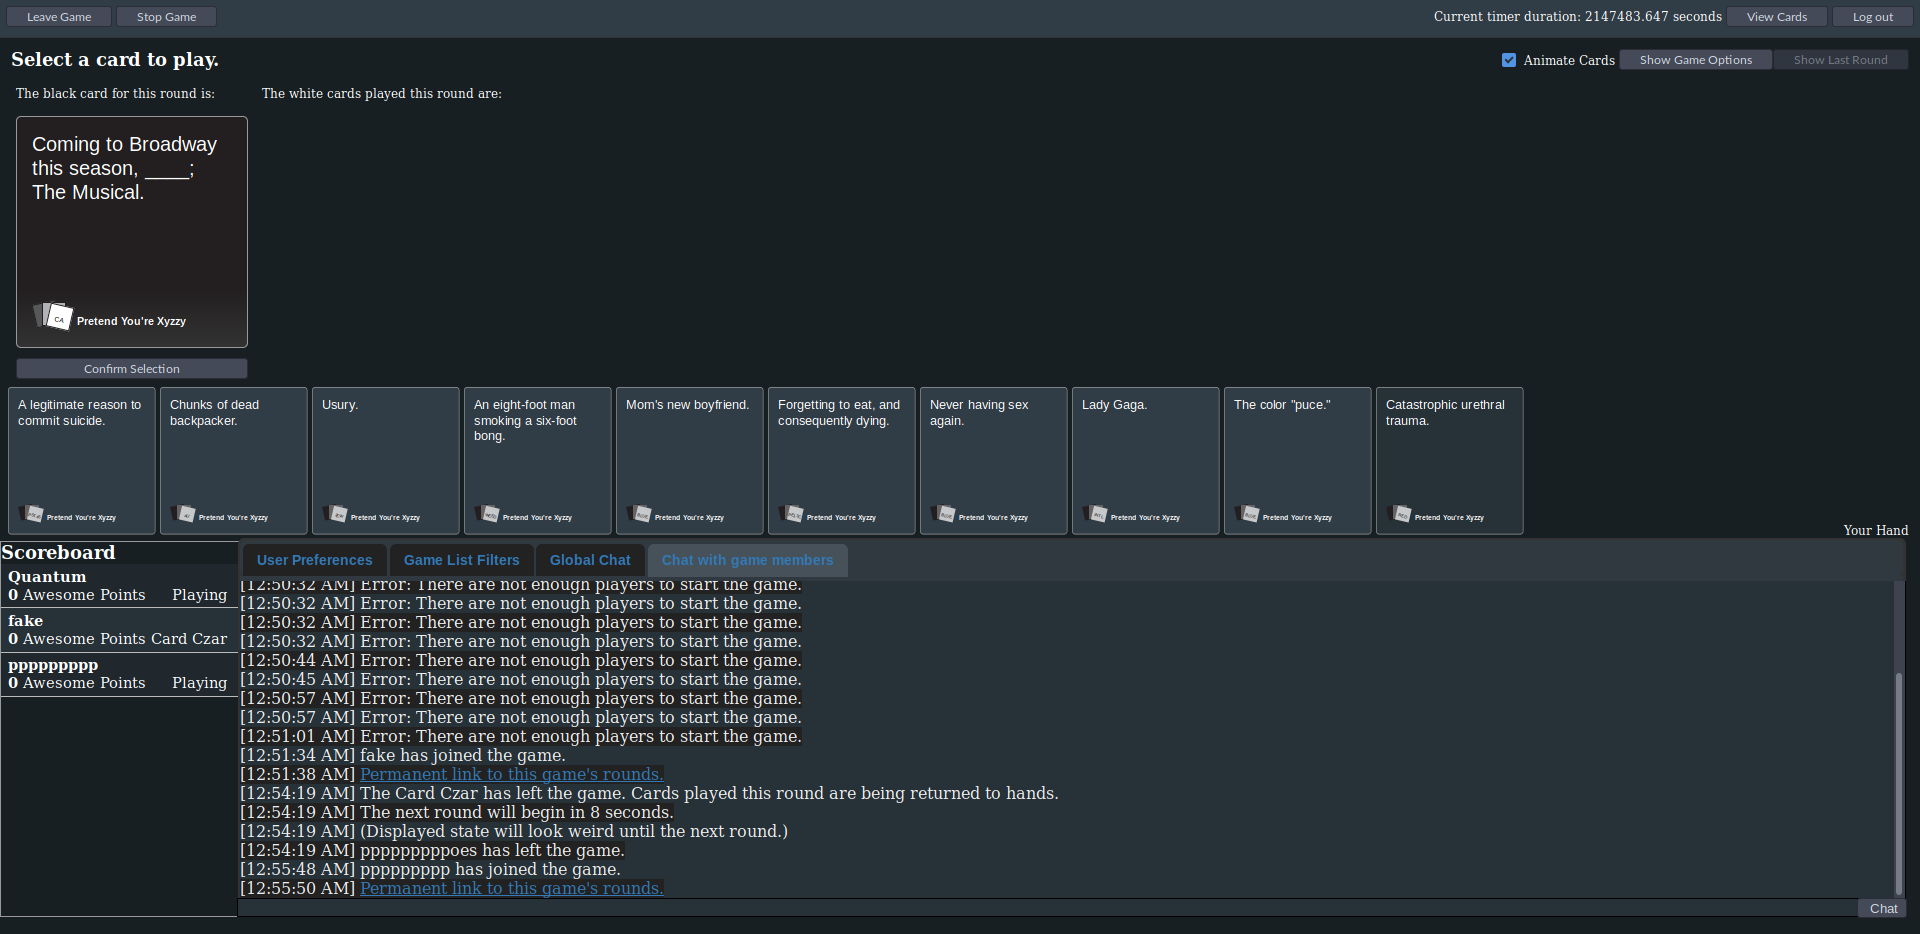 Leave Game Stop Game Current timer duration: 2147483.647 seconds View Cards Log out
Select a card to play. Animate Cards Show Game Options Show Last Round
The black card for this round is: The white cards played this round are:
Coming to Broadway
this season, ____;
The Musical.
CA
Pretend You're Xyzzy
Confirm Selection
A legitimate reason to
commit suicide.
Pretend You're Xyzzy
Chunks of dead
backpacker.
Pretend You're Xyzzy
Usury.
Pretend You're Xyzzy
An eight-foot man
smoking a six-foot
bong.
Pretend You're Xyzzy
Mom's new boyfriend.
Pretend You're Xyzzy
Forgetting to eat, and
consequently dying.
Pretend You're Xyzzy
Never having sex
again.
Pretend You're Xyzzy
Lady Gaga.
Pretend You're Xyzzy
The color "puce."
Pretend You're Xyzzy
Catastrophic urethral
trauma.
Pretend You're Xyzzy
Your Hand
Scoreboard
Quantum
0 Awesome Points Playing
fake
0 Awesome Points Card Czar
ppppppppp
0 Awesome Points Playing
User Preferences Game List Filters Global Chat Chat with game members
[12:50:32 AM] Error: There are not enough players to start the game.
[12:50:32 AM] Error: There are not enough players to start the game.
[12:50:32 AM] Error: There are not enough players to start the game.
[12:50:32 AM] Error: There are not enough players to start the game.
[12:50:44 AM] Error: There are not enough players to start the game.
[12:50:45 AM] Error: There are not enough players to start the game.
[12:50:57 AM] Error: There are not enough players to start the game.
[12:50:57 AM] Error: There are not enough players to start the game.
[12:51:01 AM] Error: There are not enough players to start the game.
[12:51:34 AM] fake has joined the game.
[12:51:38 AM] Permanent link to this game's rounds.
[12:54:19 AM] The Card Czar has left the game. Cards played this round are being returned to hands.
[12:54:19 AM] The next round will begin in 8 seconds.
[12:54:19 AM] (Displayed state will look weird until the next round.)
[12:54:19 AM] pppppppppoes has left the game.
[12:55:48 AM] ppppppppp has joined the game.
[12:55:50 AM] Permanent link to this game's rounds.
Chat